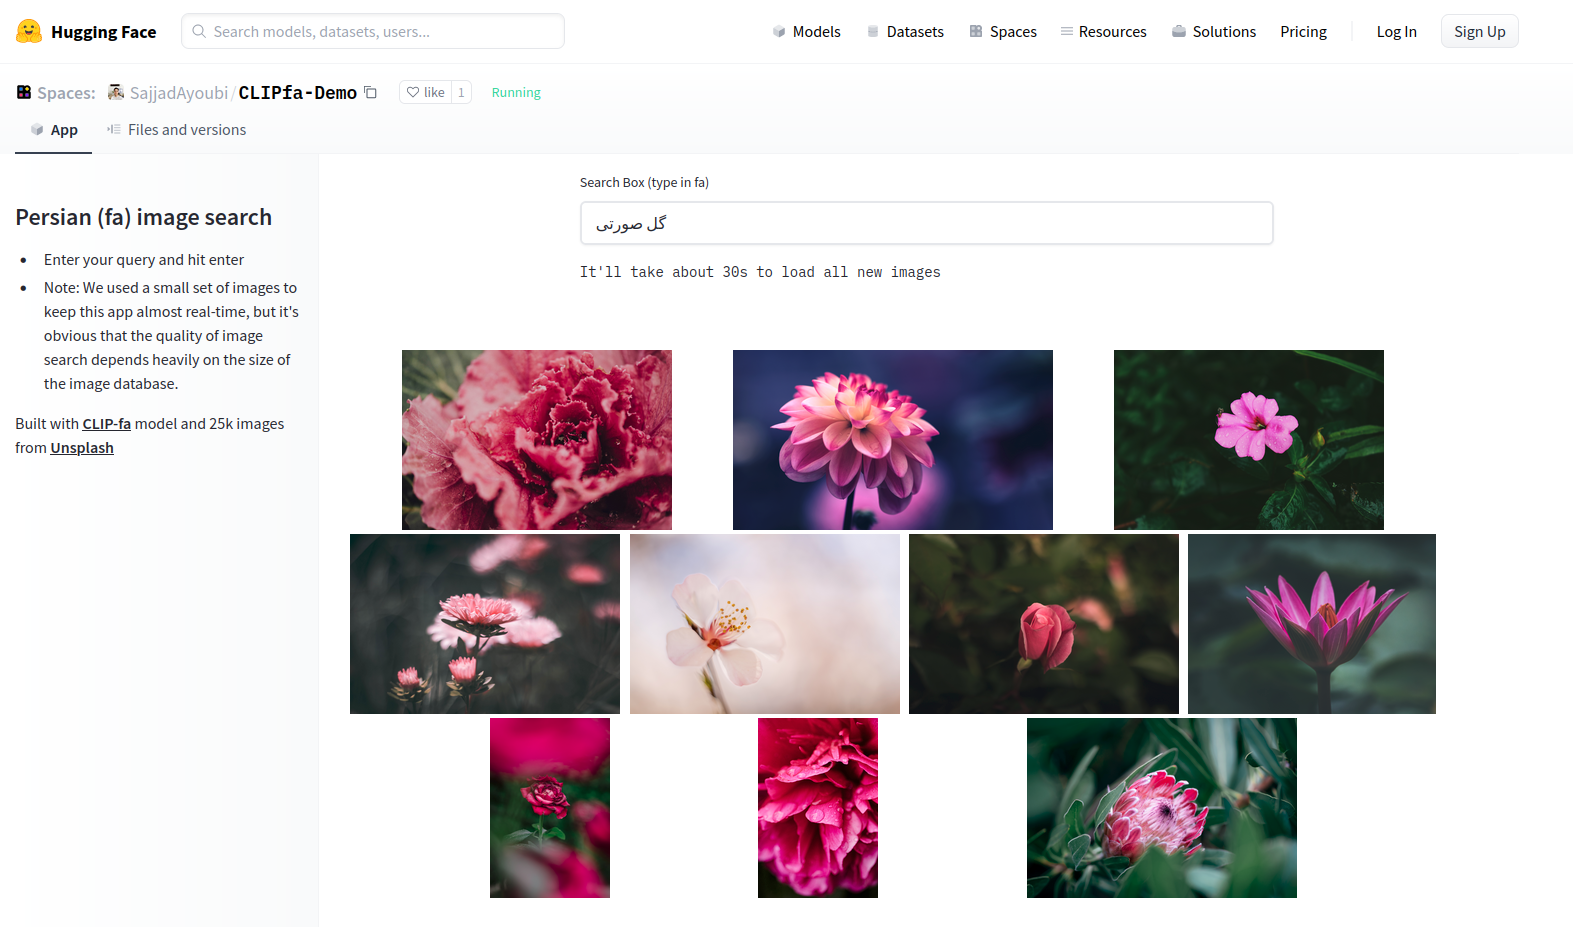 Hugging Face
Search models, datasets, users...
Models
Datasets
Spaces
Resources
Solutions
Pricing
Log In
Sign Up
Spaces:
SajjadAyoubi/CLIPfa-Demo
like 1
Running
App
Files and versions
Persian (fa) image search
Enter your query and hit enter
Note: We used a small set of images to
keep this app almost real-time, but it's
obvious that the quality of image
search depends heavily on the size of
the image database.
Built with CLIP-fa model and 25k images
from Unsplash
Search Box (type in fa)
گل صورتی
It'll take about 30s to load all new images